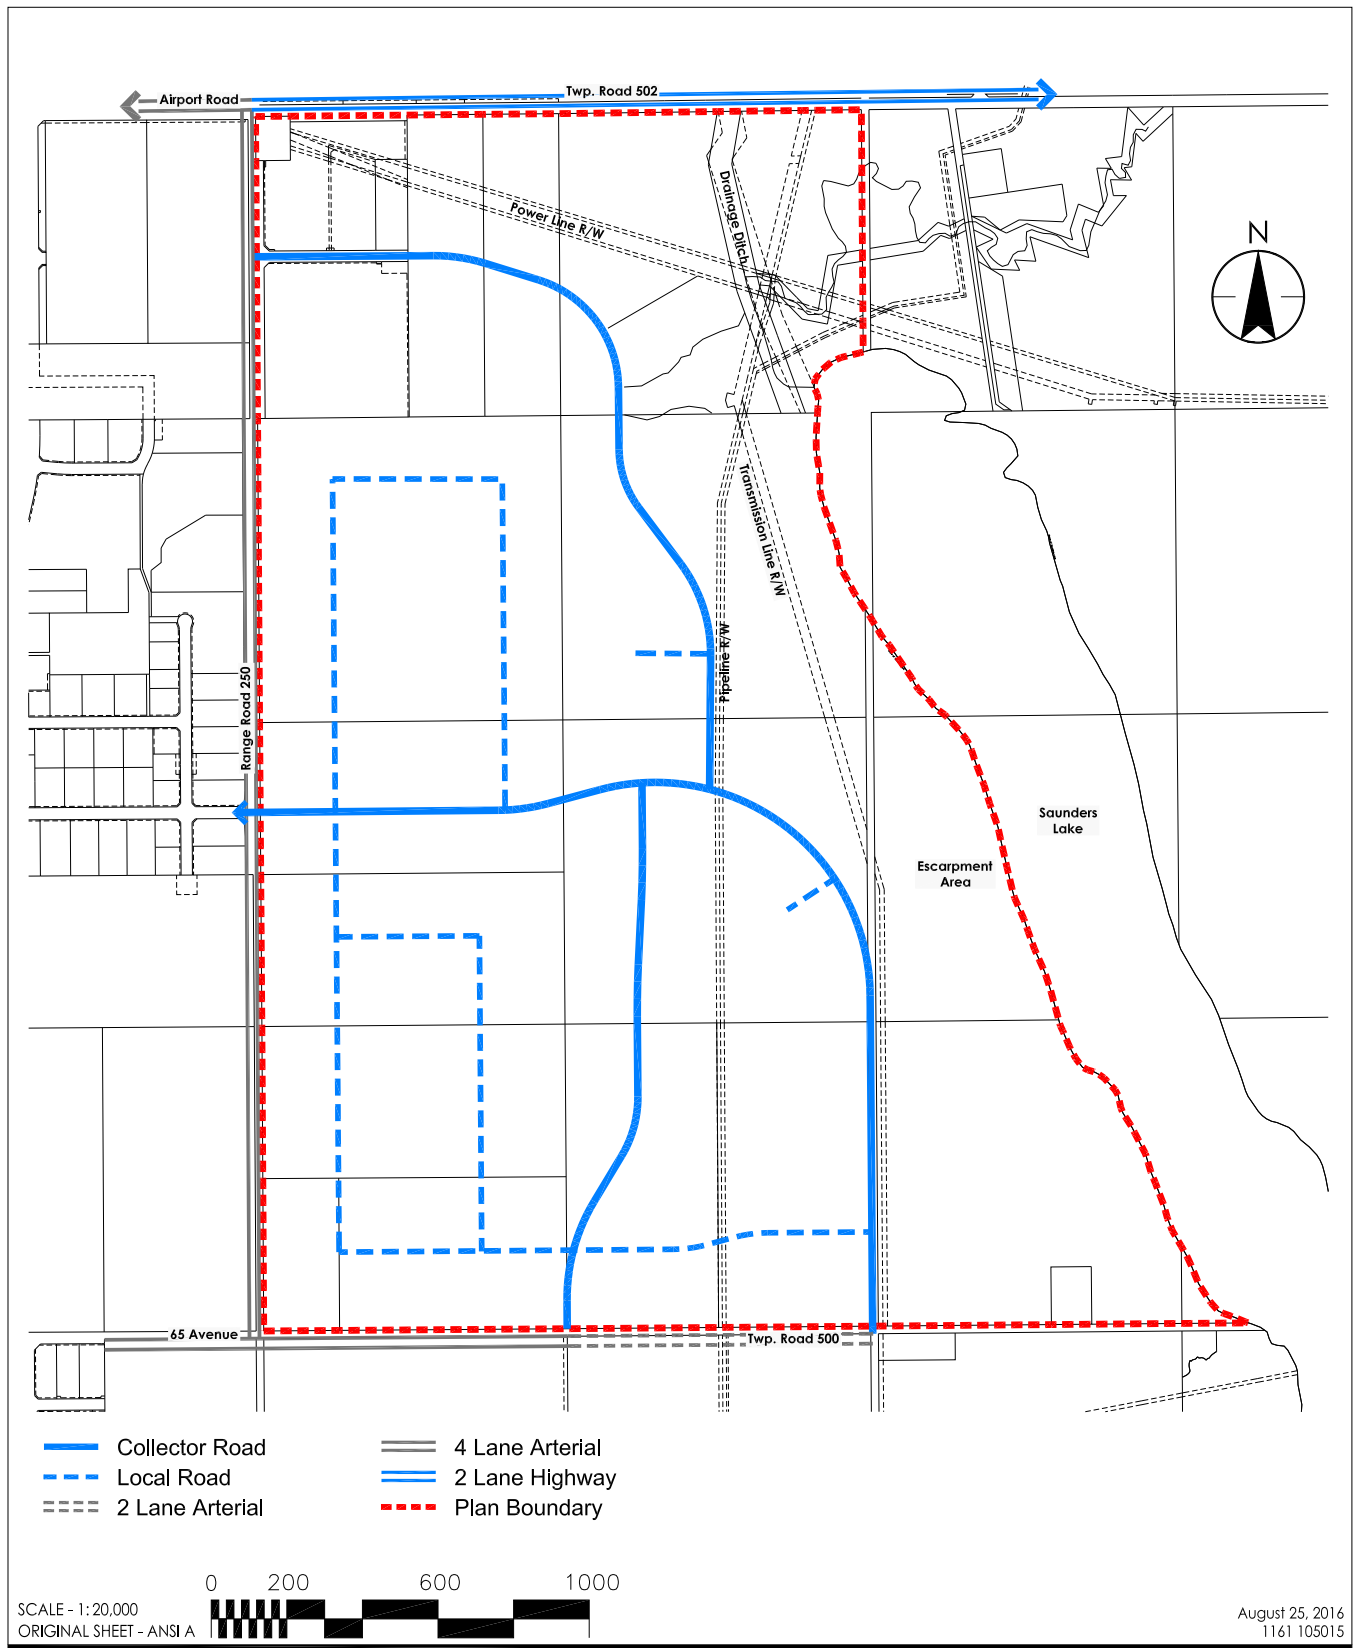 Airport Road
Twp. Road 502
Power Line R/W
Drainage Ditch
N
Transmission Line R/W
Pipeline R/W
Range Road 250
Saunders
Lake
Escarpment
Area
65 Avenue
Twp. Road 500
Collector Road
4 Lane Arterial
Local Road
2 Lane Highway
2 Lane Arterial
Plan Boundary
0 200 600 1000
SCALE - 1: 20,000
ORIGINAL SHEET - ANSI A
August 25, 2016
1161 105015